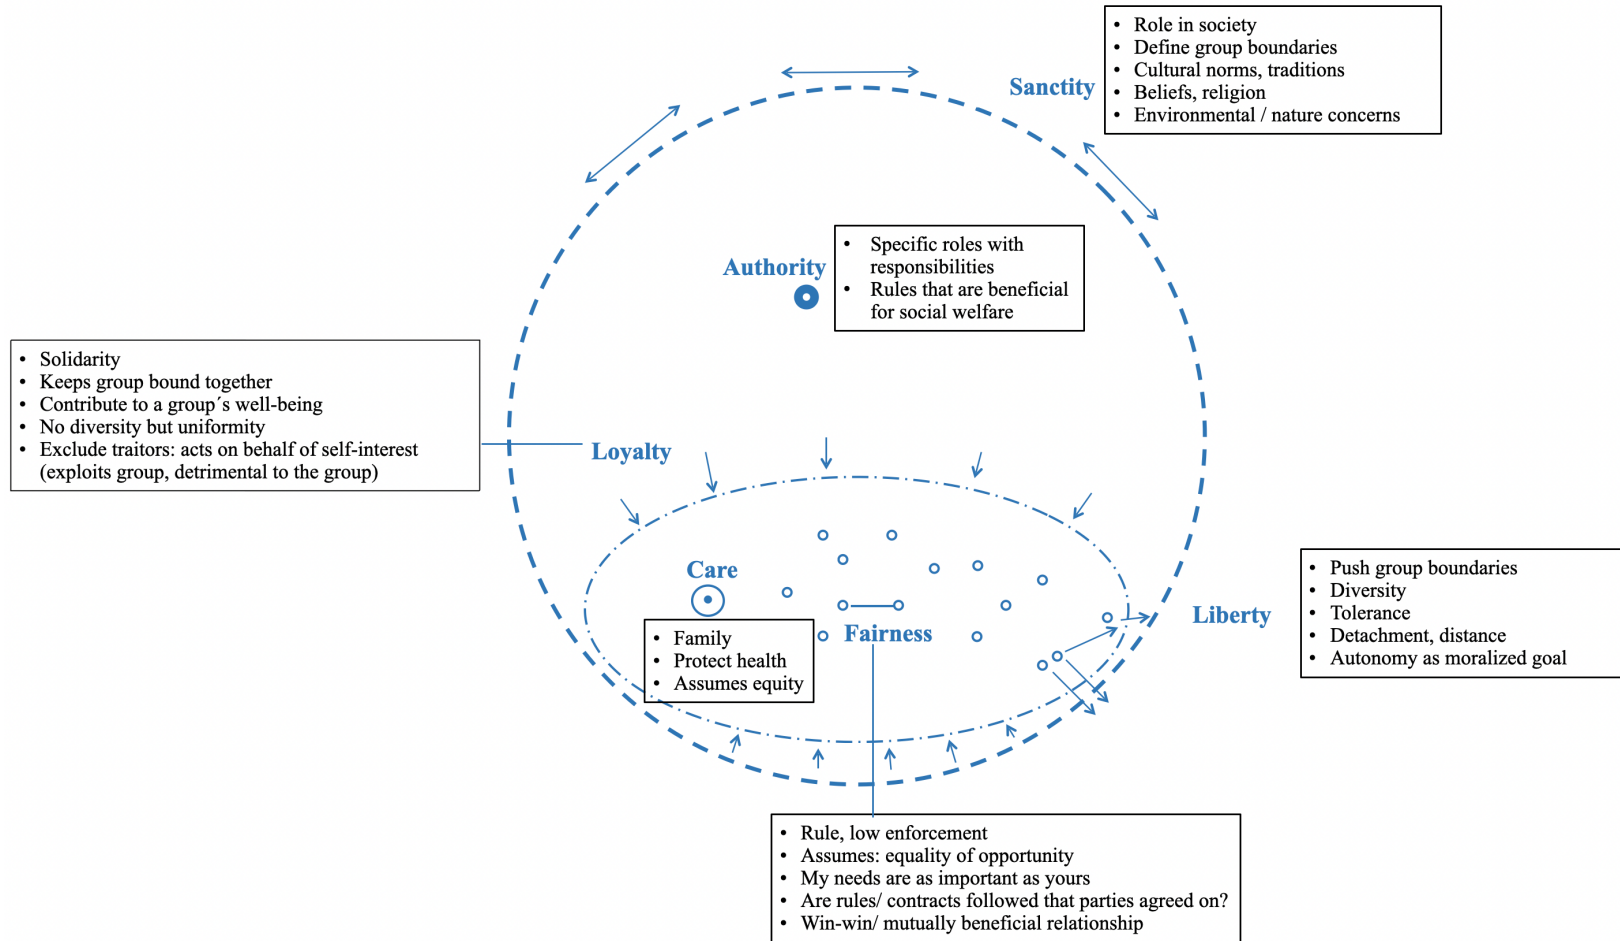 Sanctity
• Role in society
• Define group boundaries
• Cultural norms, traditions
• Beliefs, religion
• Environmental / nature concerns
Authority
• Specific roles with
responsibilities
• Rules that are beneficial
for social welfare
• Solidarity
• Keeps group bound together
• Contribute to a group´s well-being
• No diversity but uniformity
• Exclude traitors: acts on behalf of self-interest
(exploits group, detrimental to the group)
Loyalty
Care
• Family
• Protect health
• Assumes equity
Fairness
Liberty
• Push group boundaries
• Diversity
• Tolerance
• Detachment, distance
• Autonomy as moralized goal
• Rule, low enforcement
• Assumes: equality of opportunity
• My needs are as important as yours
• Are rules/ contracts followed that parties agreed on?
• Win-win/ mutually beneficial relationship